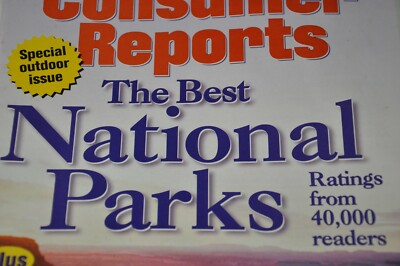 Consumer
Reports
Special
outdoor
issue
The Best
National
Parks
Ratings
from
40,000
readers